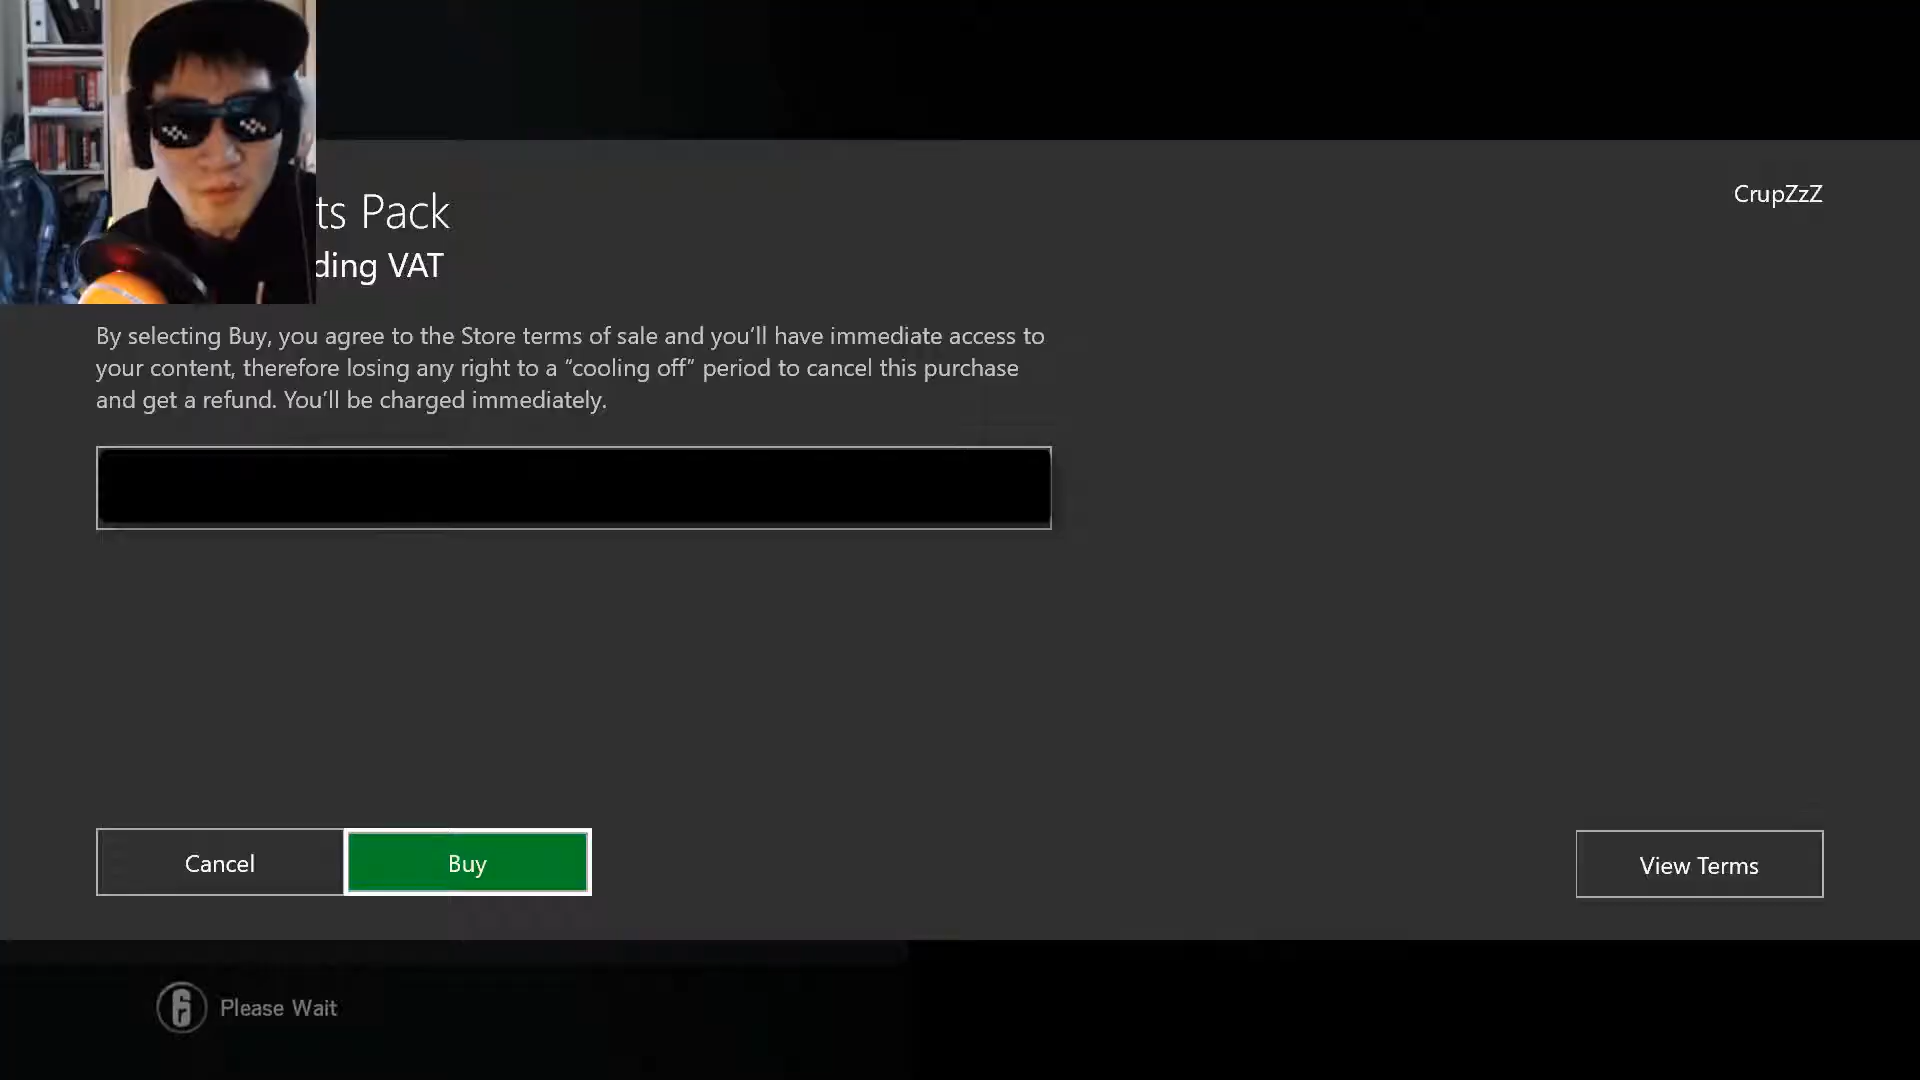 ts Pack
ding VAT
CrupZzZ
By selecting Buy, you agree to the Store terms of sale and you’ll have immediate access to
your content, therefore losing any right to a “cooling off” period to cancel this purchase
and get a refund. You’ll be charged immediately.
Cancel
Buy
View Terms
Please Wait